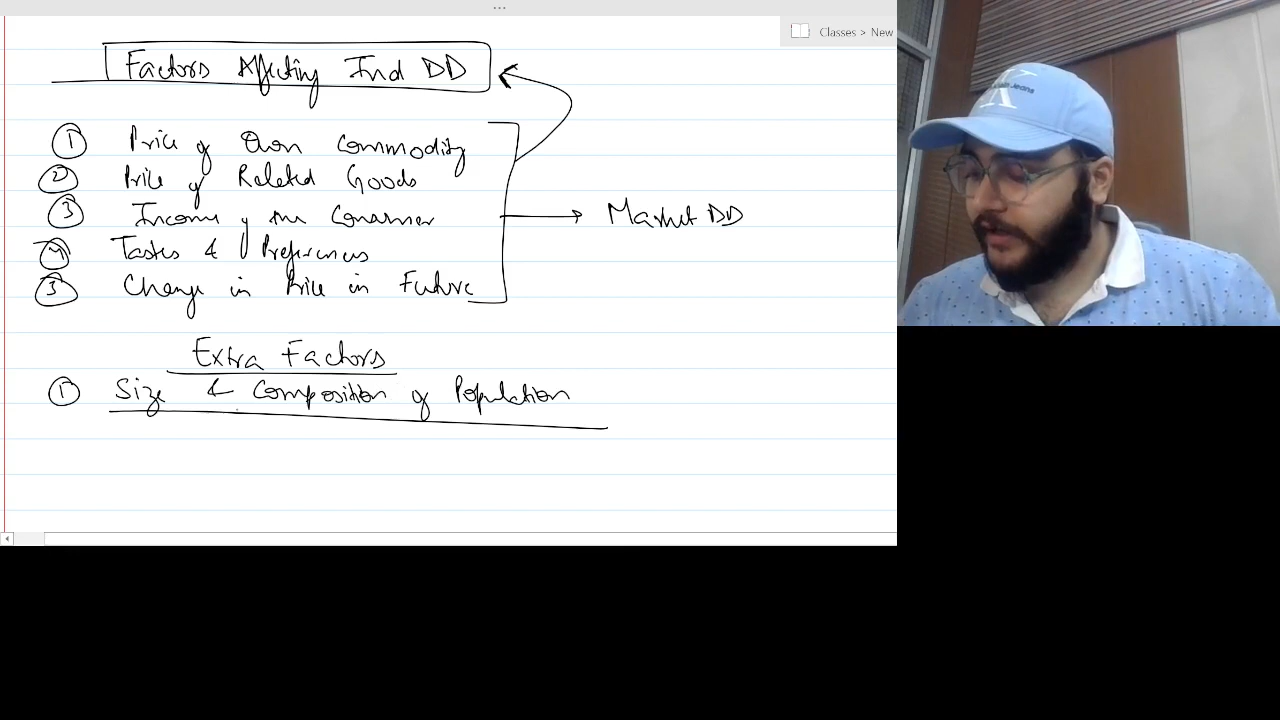 Classes > New
Factors Affecting Ind DD
① Price of Own Commodity
② Price of Related Goods
③ Income of the Consumer
④ Tastes & Preferences
⑤ Change in Price in Future
→ Market DD
Extra Factors
① Size & Composition of Population
Jeans